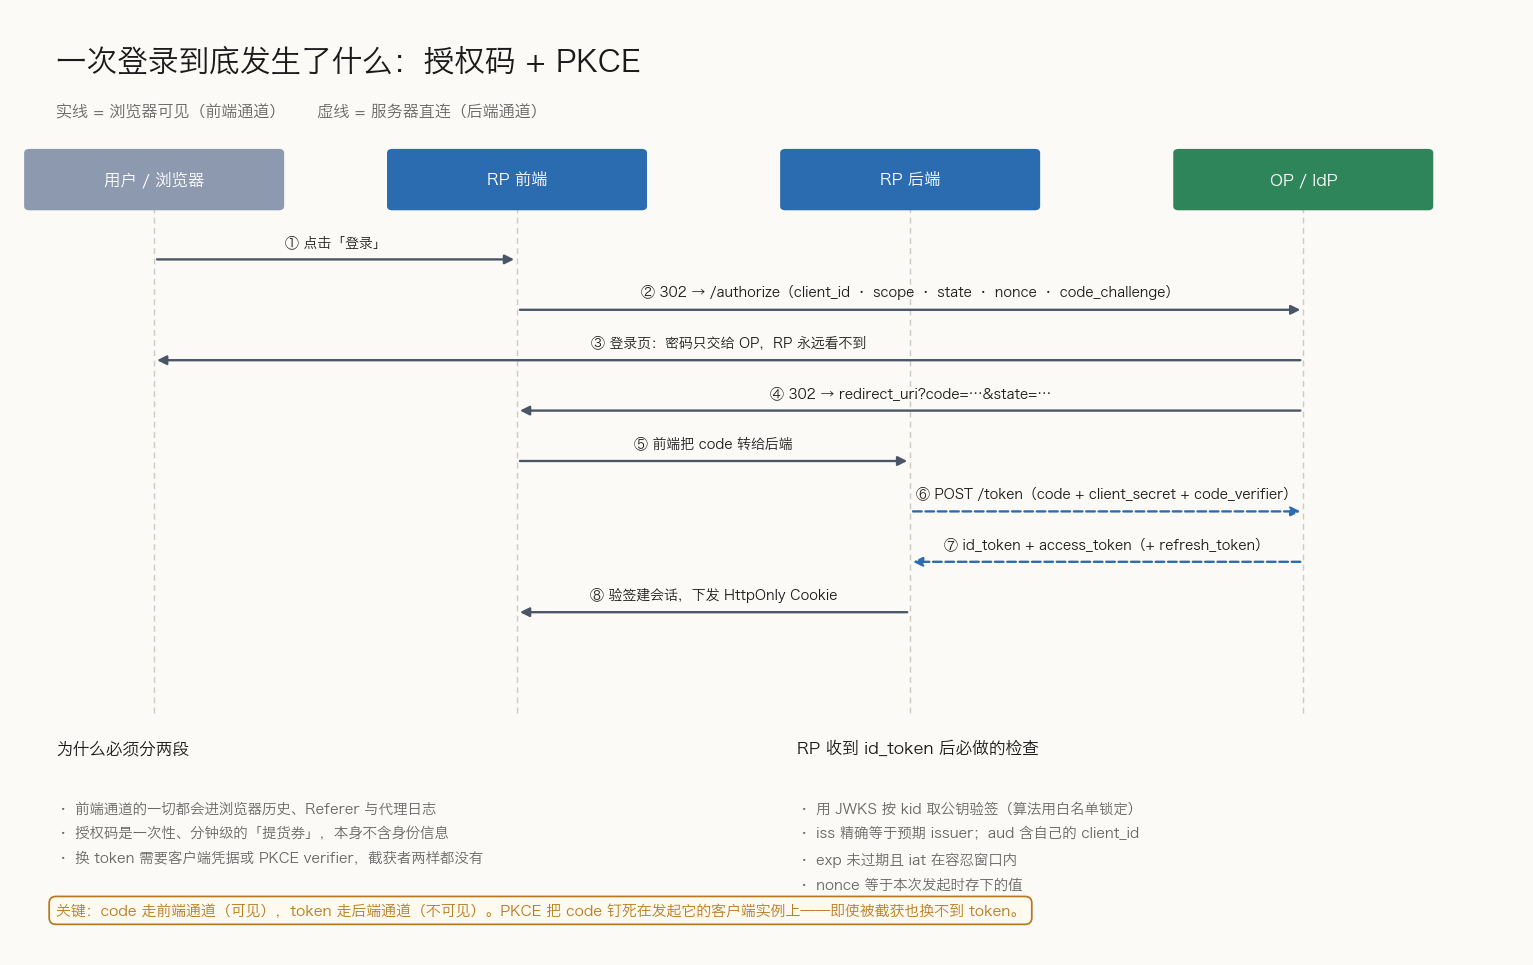 一次登录到底发生了什么：授权码 + PKCE
实线 = 浏览器可见（前端通道）　　虚线 = 服务器直连（后端通道）
用户 / 浏览器
RP 前端
RP 后端
OP / IdP
① 点击「登录」
② 302 → /authorize（client_id · scope · state · nonce · code_challenge）
③ 登录页：密码只交给 OP，RP 永远看不到
④ 302 → redirect_uri?code=…&state=…
⑤ 前端把 code 转给后端
⑥ POST /token（code + client_secret + code_verifier）
⑦ id_token + access_token（+ refresh_token）
⑧ 验签建会话，下发 HttpOnly Cookie
为什么必须分两段
· 前端通道的一切都会进浏览器历史、Referer 与代理日志
· 授权码是一次性、分钟级的「提货券」，本身不含身份信息
· 换 token 需要客户端凭据或 PKCE verifier，截获者两样都没有
RP 收到 id_token 后必做的检查
· 用 JWKS 按 kid 取公钥验签（算法用白名单锁定）
· iss 精确等于预期 issuer；aud 含自己的 client_id
· exp 未过期且 iat 在容忍窗口内
· nonce 等于本次发起时存下的值
关键：code 走前端通道（可见），token 走后端通道（不可见）。PKCE 把 code 钉死在发起它的客户端实例上——即使被截获也换不到 token。